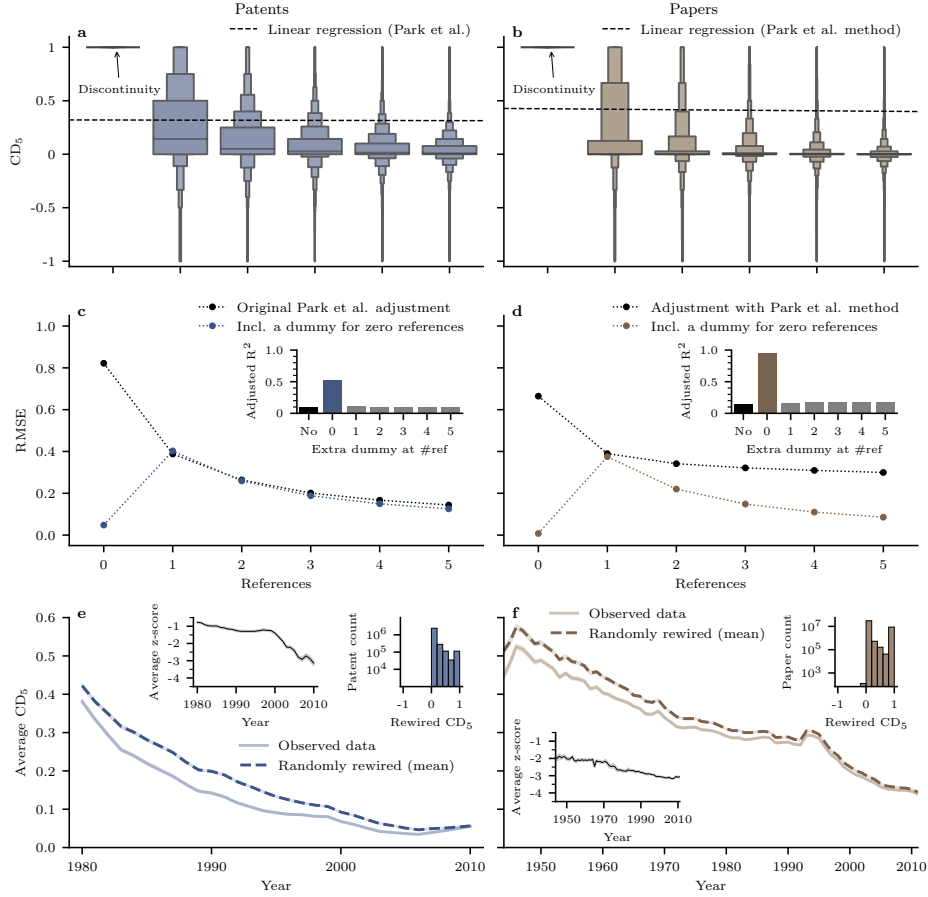 Patents
Papers
a
Linear regression (Park et al.)
b
Linear regression (Park et al. method)
1
0.5
0
-0.5
-1
CD5
Discontinuity
Discontinuity
c
Original Park et al. adjustment
Incl. a dummy for zero references
d
Adjustment with Park et al. method
Incl. a dummy for zero references
1.0
0.8
0.6
0.4
0.2
0.0
RMSE
Adjusted R2
1.0
0.5
0
No 0 1 2 3 4 5
Extra dummy at #ref
Adjusted R2
1.0
0.5
0
No 0 1 2 3 4 5
Extra dummy at #ref
0 1 2 3 4 5
References
0 1 2 3 4 5
References
e
0.6
0.5
0.4
0.3
0.2
0.1
0.0
Average CD5
Average z-score
-1
-2
-3
-4
1980 1990 2000 2010
Year
Patent count
10^6
10^5
10^4
-1 0 1
Rewired CD5
Observed data
Randomly rewired (mean)
1980 1990 2000 2010
Year
f
Observed data
Randomly rewired (mean)
Paper count
10^7
10^5
10^3
-1 0 1
Rewired CD5
Average z-score
-1
-2
-3
-4
1950 1970 1990 2010
Year
1950 1960 1970 1980 1990 2000 2010
Year